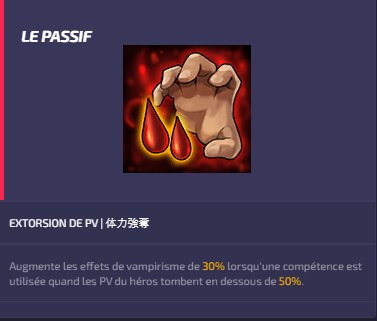 LE PASSIF
EXTORSION DE PV | 体力強奪
Augmente les effets de vampirisme de 30% lorsqu'une compétence est
utilisée quand les PV du héros tombent en dessous de 50%.